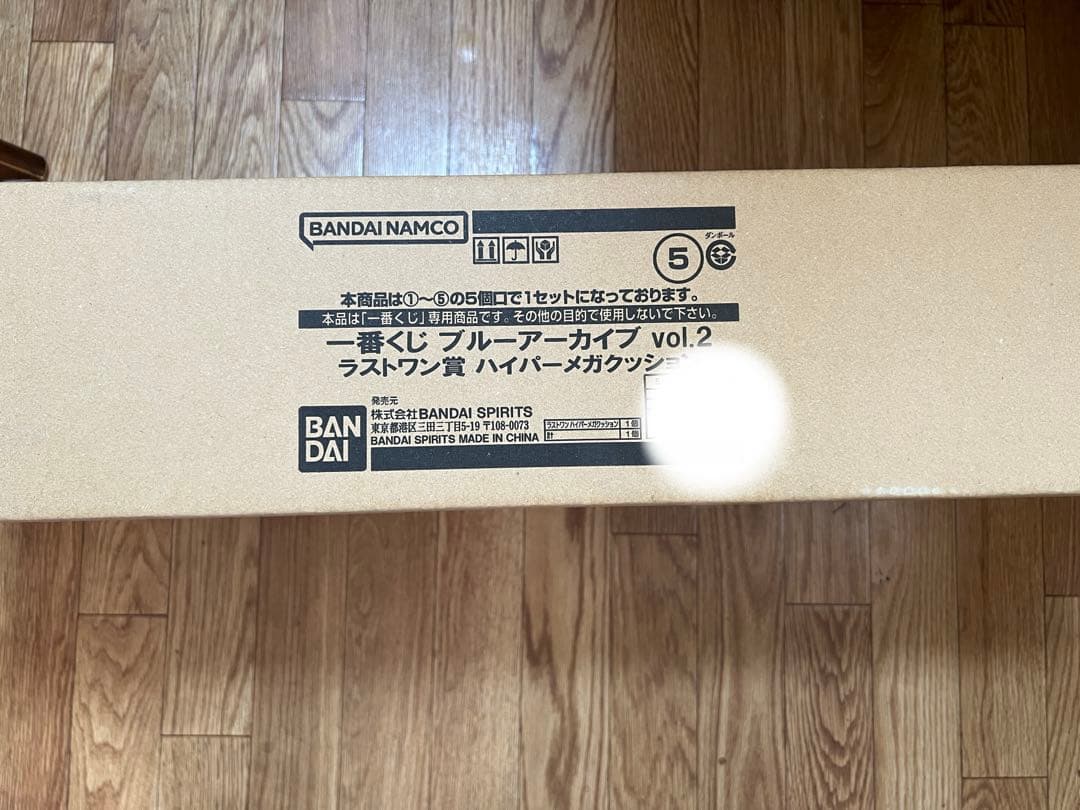 BANDAI NAMCO
ダンボール
5
本商品は①～⑤の5個口で1セットになっております。
本品は「一番くじ」専用商品です。その他の目的で使用しないで下さい。
一番くじ ブルーアーカイブ vol.2
ラストワン賞 ハイパーメガクッション
発売元
株式会社BANDAI SPIRITS
東京都港区三田三丁目5-19 〒108-0073
BANDAI SPIRITS MADE IN CHINA
BAN
DAI
ラストワン ハイパーメガクッション 1個
計 1個